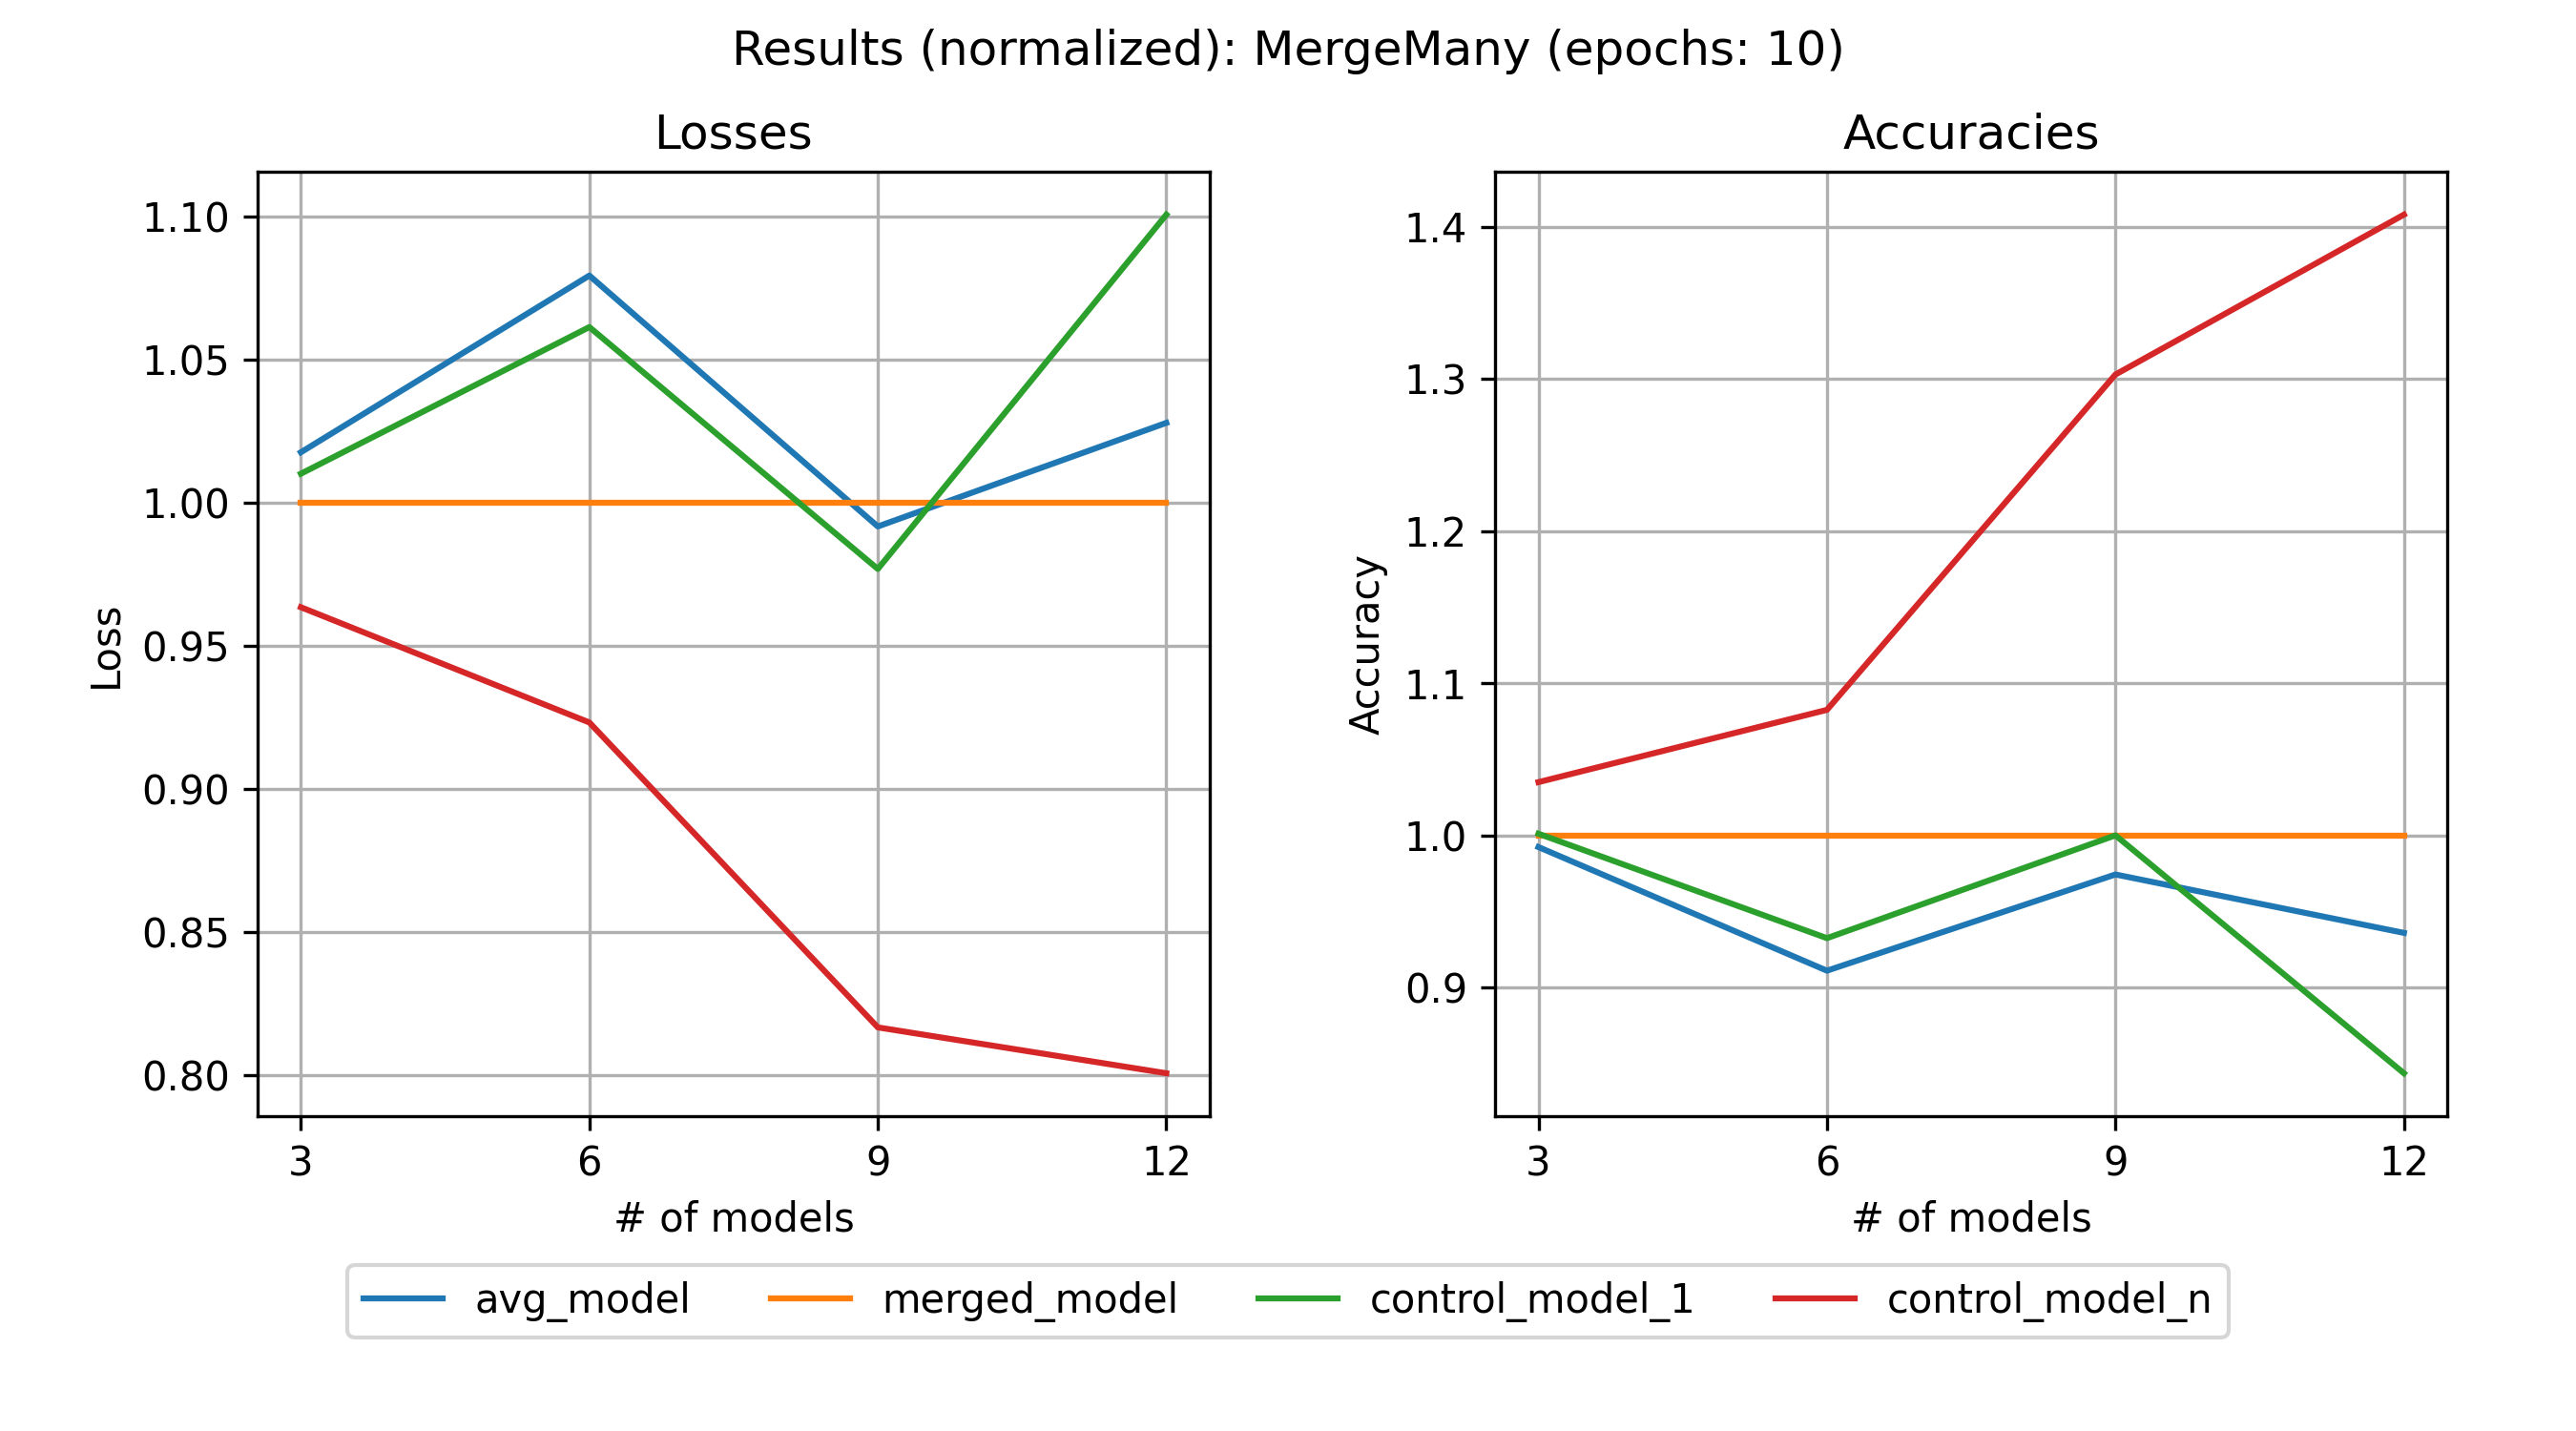 Results (normalized): MergeMany (epochs: 10)
Losses
1.10
1.05
1.00
0.95
0.90
0.85
0.80
Loss
3 6 9 12
# of models
Accuracies
1.4
1.3
1.2
1.1
1.0
0.9
Accuracy
3 6 9 12
# of models
avg_model merged_model control_model_1 control_model_n